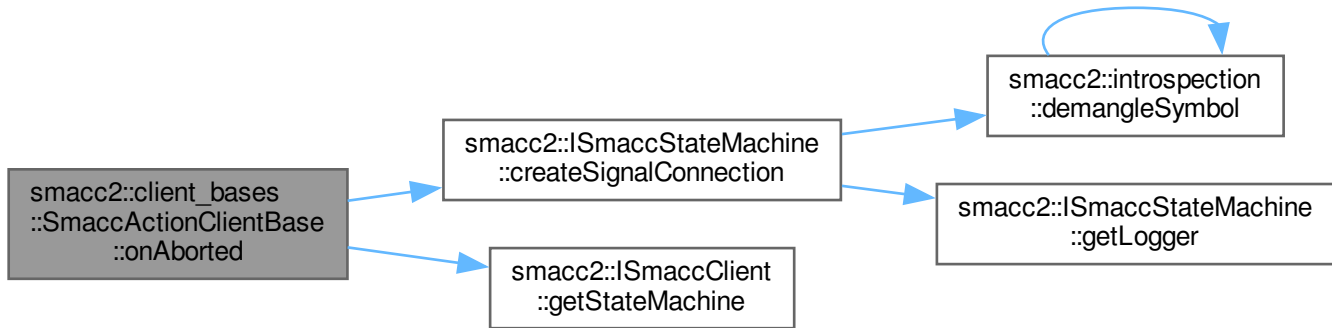 smacc2::client_bases
::SmaccActionClientBase
::onAborted
smacc2::ISmaccStateMachine
::createSignalConnection
smacc2::ISmaccClient
::getStateMachine
smacc2::introspection
::demangleSymbol
smacc2::ISmaccStateMachine
::getLogger